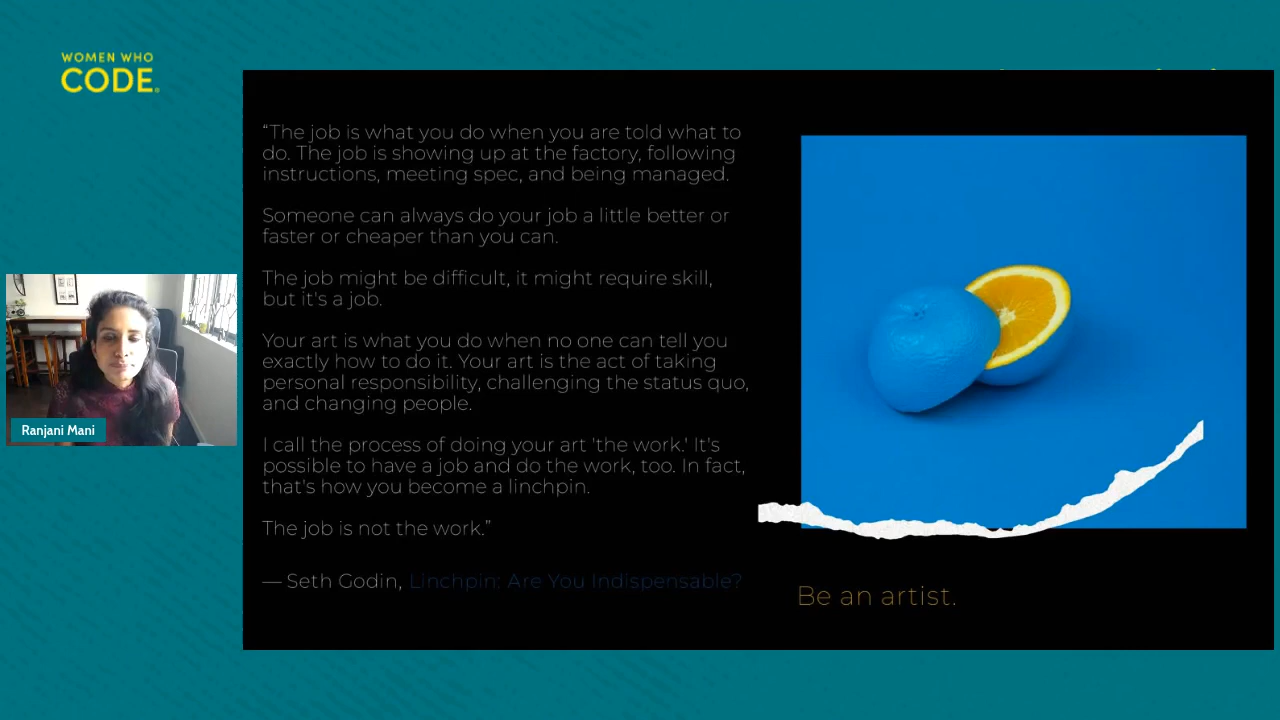 WOMEN WHO
CODE
“The job is what you do when you are told what to
do. The job is showing up at the factory, following
instructions, meeting spec, and being managed.
Someone can always do your job a little better or
faster or cheaper than you can.
The job might be difficult, it might require skill,
but it's a job.
Your art is what you do when no one can tell you
exactly how to do it. Your art is the act of taking
personal responsibility, challenging the status quo,
and changing people.
I call the process of doing your art 'the work.' It's
possible to have a job and do the work, too. In fact,
that's how you become a linchpin.
The job is not the work.”
— Seth Godin, Linchpin: Are You Indispensable?
Be an artist.
Ranjani Mani